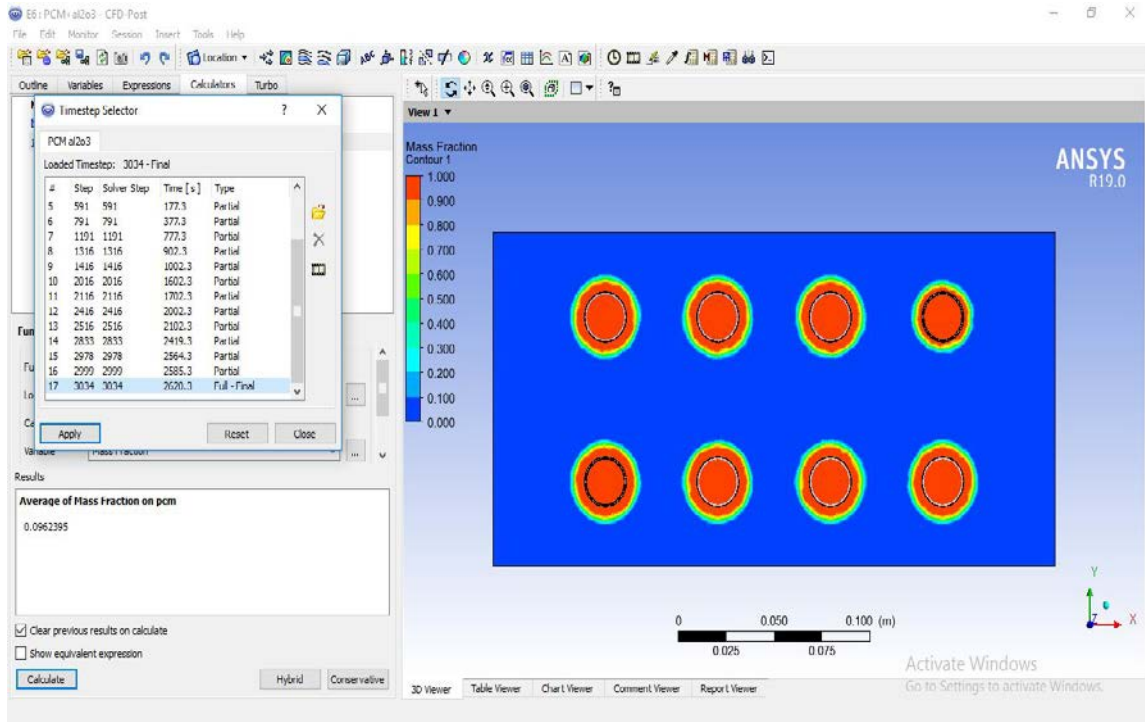 E6 : PCM+al2o3 - CFD-Post
File Edit Monitor Session Insert Tools Help
Location
Outline Variables Expressions Calculators Turbo
Timestep Selector ? X
PCM al2o3
Loaded Timestep: 3034 - Final
# Step Solver Step Time [s] Type
5 591 591 177.3 Partial
6 791 791 377.3 Partial
7 1191 1191 777.3 Partial
8 1316 1316 902.3 Partial
9 1416 1416 1002.3 Partial
10 2016 2016 1602.3 Partial
11 2116 2116 1702.3 Partial
12 2416 2416 2002.3 Partial
13 2516 2516 2102.3 Partial
14 2833 2833 2419.3 Partial
15 2978 2978 2564.3 Partial
16 2999 2999 2585.3 Partial
17 3034 3034 2620.3 Full - Final
Apply Reset Close
Fun
Fu
Lo
Ca
Variable Mass Fraction
Results
Average of Mass Fraction on pcm
0.0962395
Clear previous results on calculate
Show equivalent expression
Calculate Hybrid Conservative
View 1
Mass Fraction
Contour 1
1.000
0.900
0.800
0.700
0.600
0.500
0.400
0.300
0.200
0.100
0.000
ANSYS
R19.0
Y
Z X
0 0.050 0.100 (m)
0.025 0.075
Activate Windows
Go to Settings to activate Windows.
3D Viewer Table Viewer Chart Viewer Comment Viewer Report Viewer